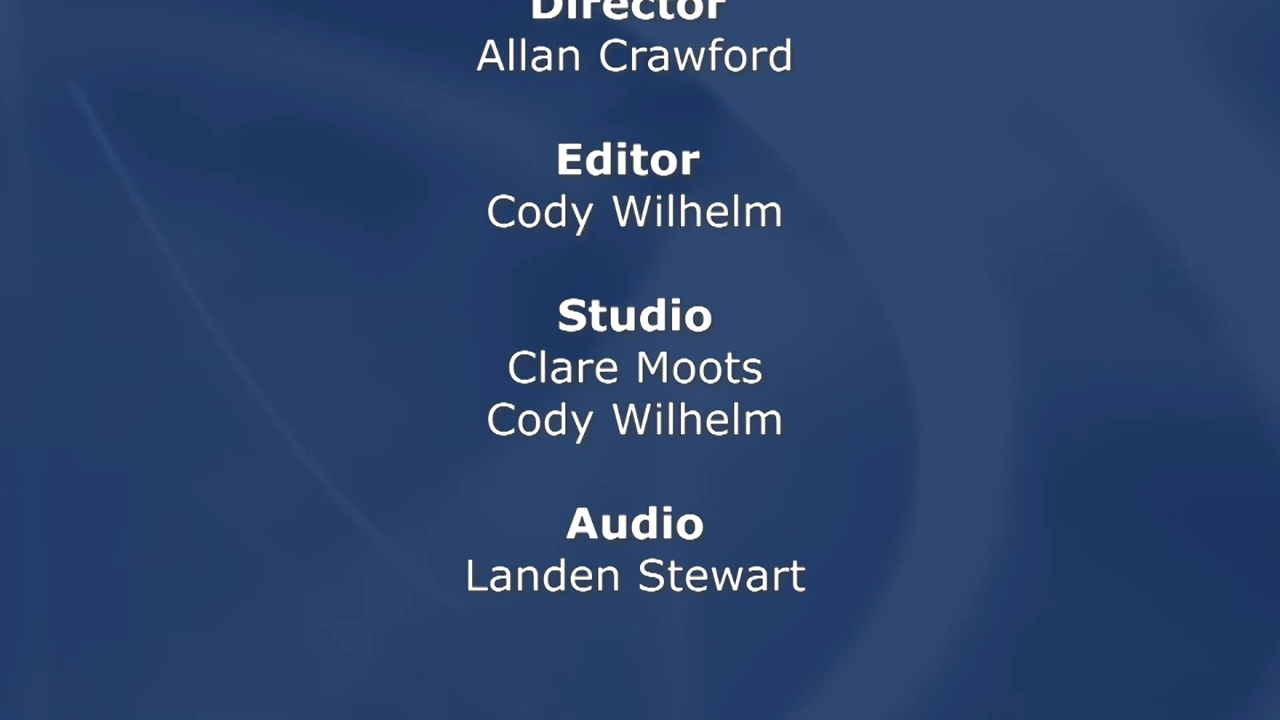 Director
Allan Crawford
Editor
Cody Wilhelm
Studio
Clare Moots
Cody Wilhelm
Audio
Landen Stewart